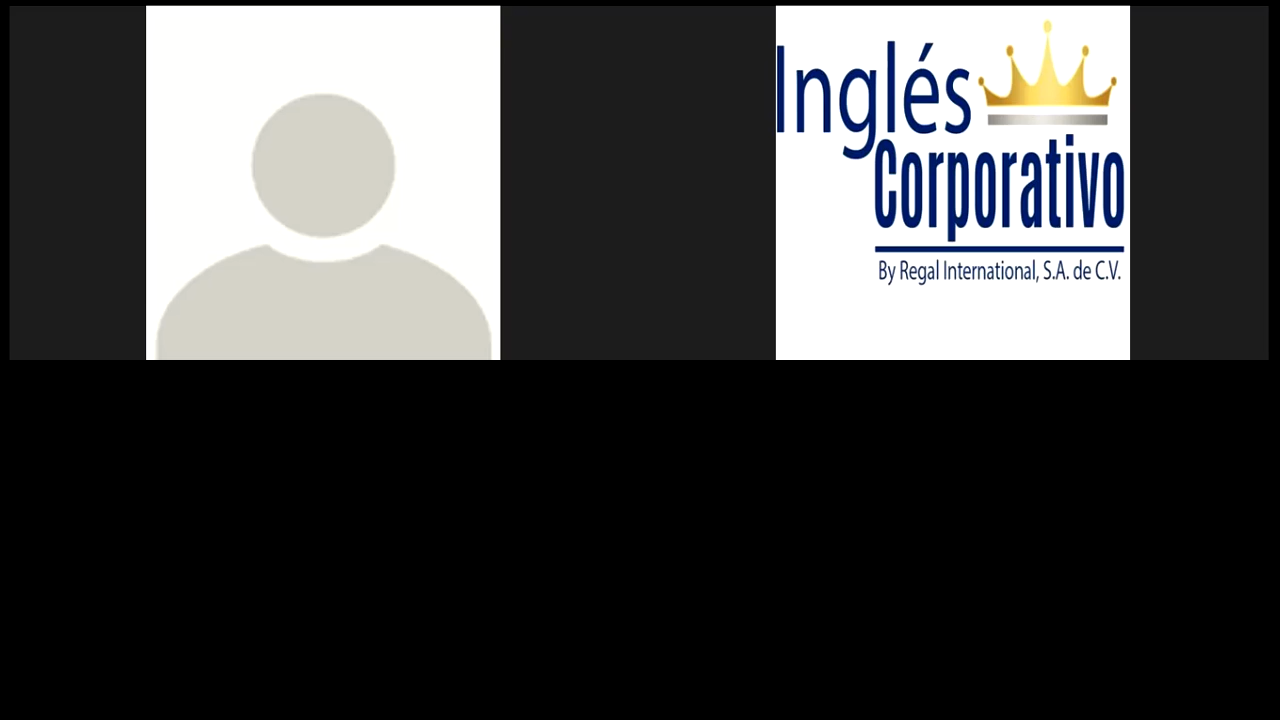 Inglés
Corporativo
By Regal International, S.A. de C.V.